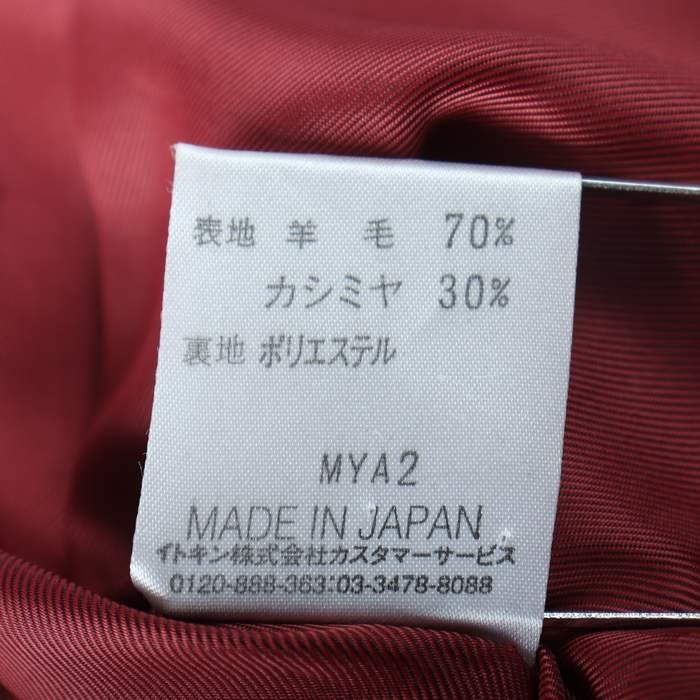 表地 羊 毛 70%
カシミヤ 30%
裏地 ポリエステル
MYA2
MADE IN JAPAN
イトキン株式会社カスタマーサービス
0120-888-363:03-3478-8088